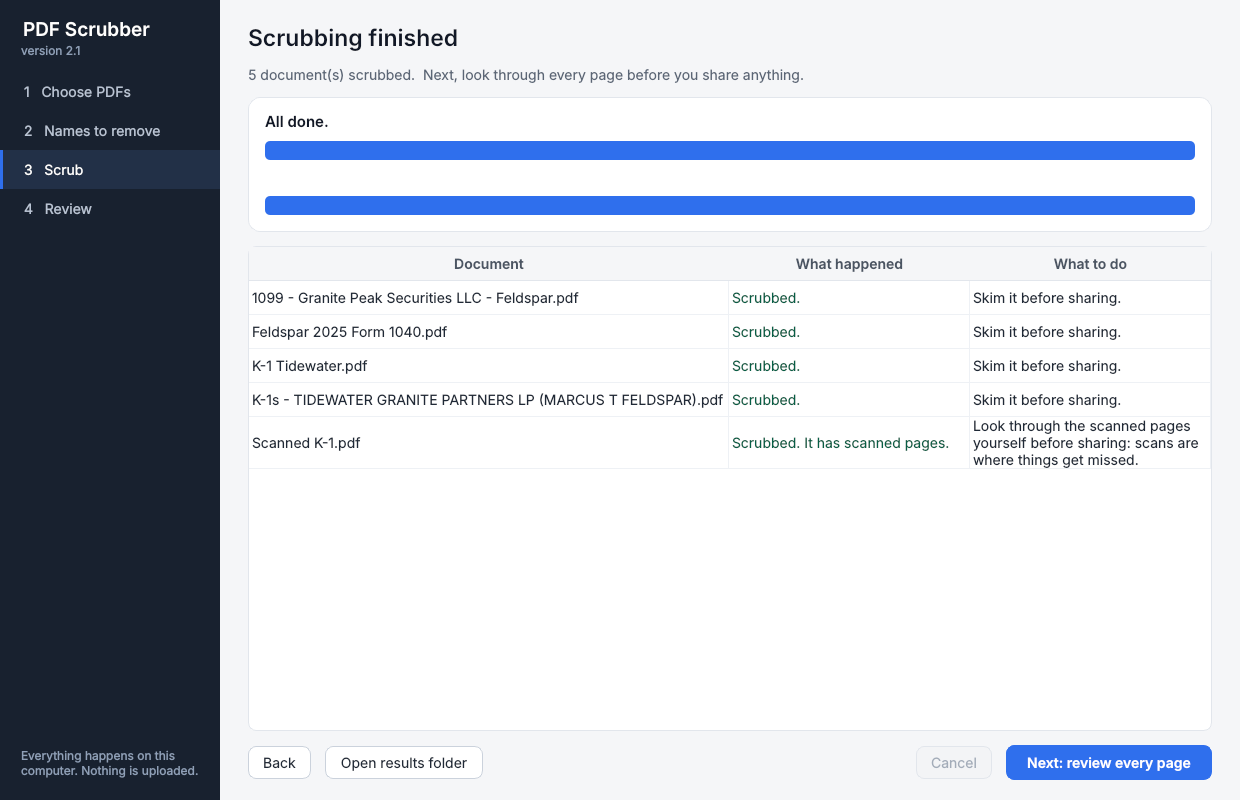 PDF Scrubber
version 2.1
1 Choose PDFs
2 Names to remove
3 Scrub
4 Review
Everything happens on this
computer. Nothing is uploaded.
Scrubbing finished
5 document(s) scrubbed. Next, look through every page before you share anything.
All done.
Document What happened What to do
1099 - Granite Peak Securities LLC - Feldspar.pdf Scrubbed. Skim it before sharing.
Feldspar 2025 Form 1040.pdf Scrubbed. Skim it before sharing.
K-1 Tidewater.pdf Scrubbed. Skim it before sharing.
K-1s - TIDEWATER GRANITE PARTNERS LP (MARCUS T FELDSPAR).pdf Scrubbed. Skim it before sharing.
Scanned K-1.pdf Scrubbed. It has scanned pages. Look through the scanned pages
yourself before sharing: scans are
where things get missed.
Back Open results folder Cancel Next: review every page